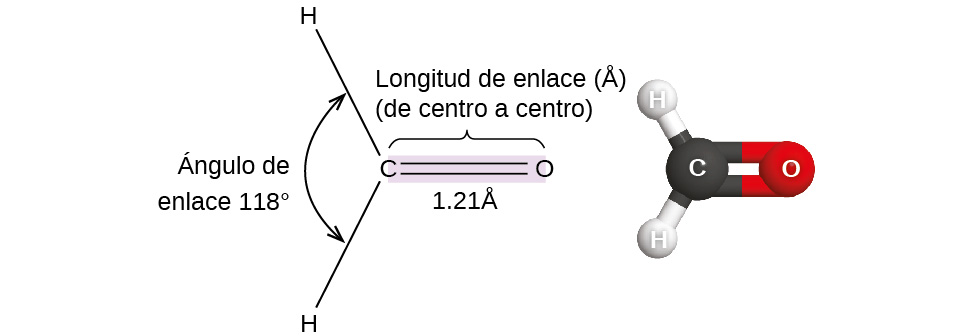 H
Longitud de enlace (Å)
(de centro a centro)
Ángulo de
enlace 118°
C
O
1.21Å
H
H
C
O
H